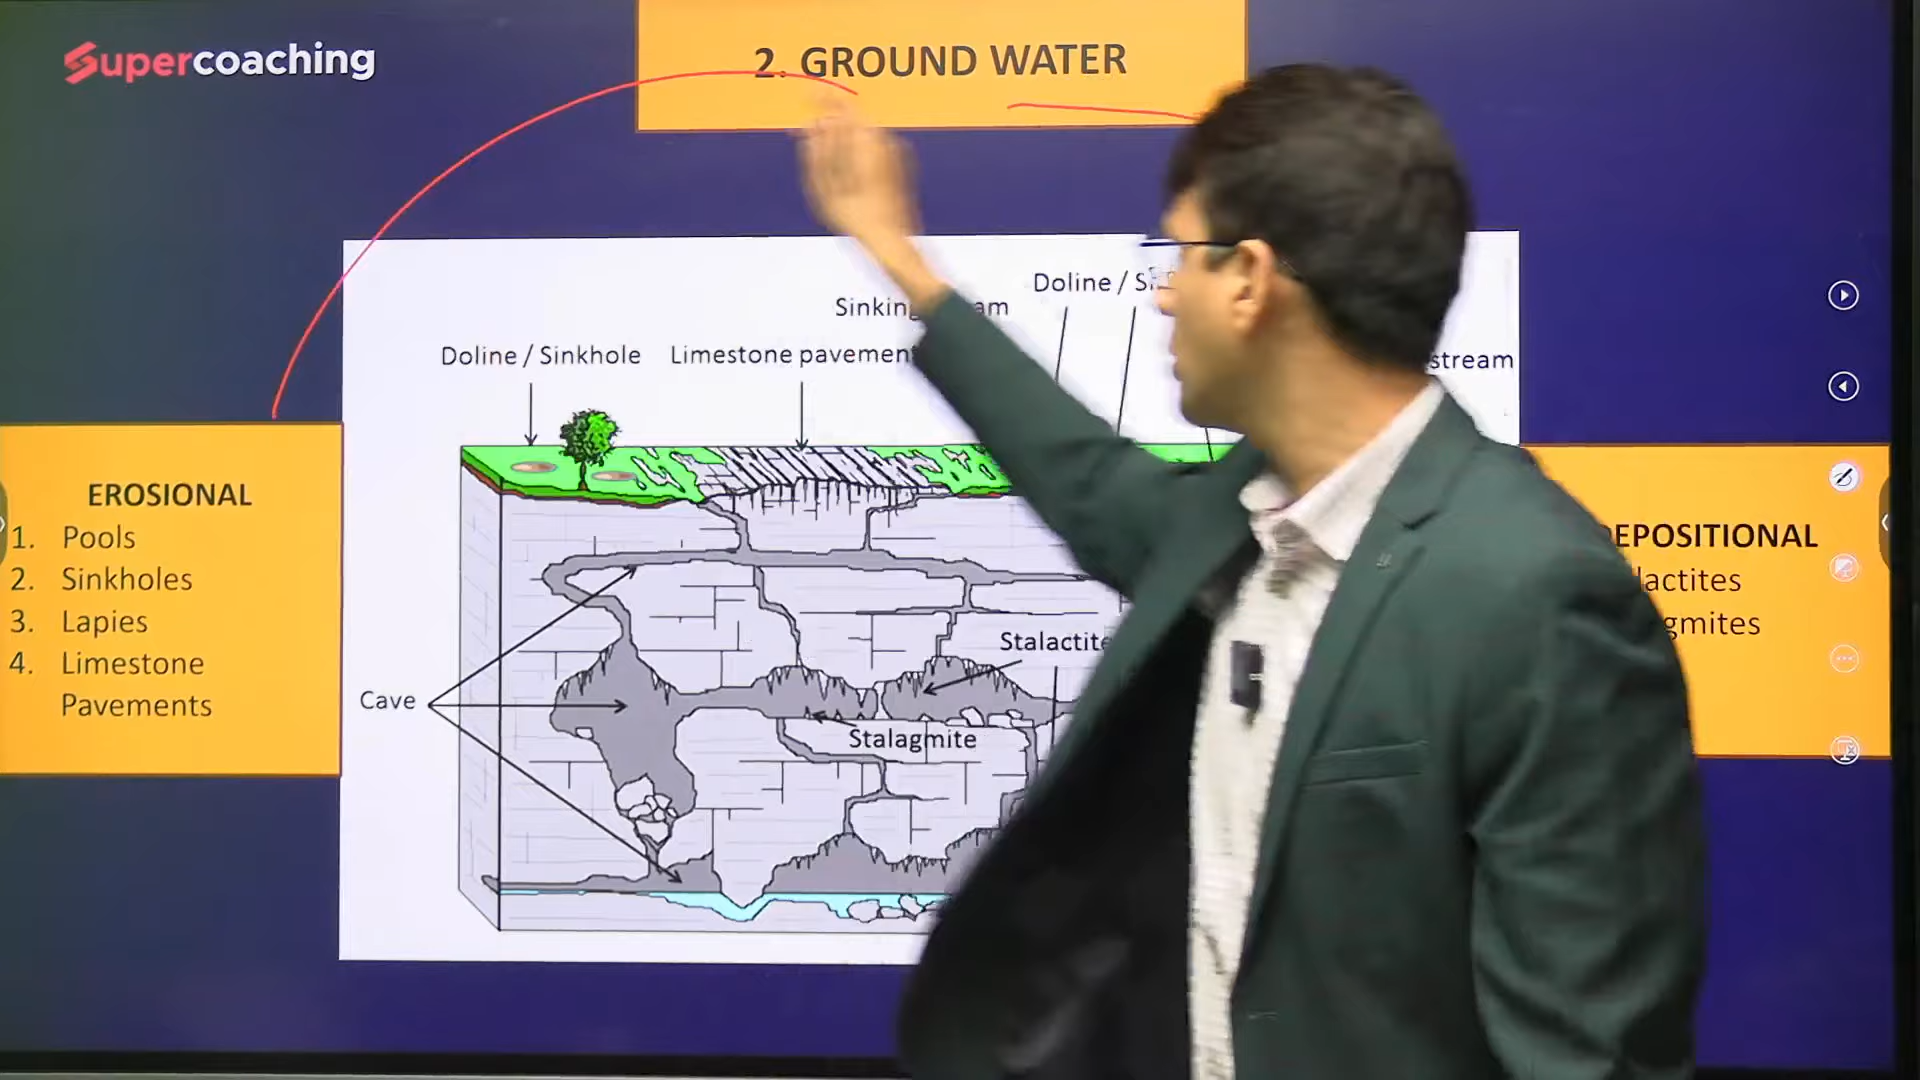 Supercoaching
2. GROUND WATER
Doline /
Sinking
Doline / Sinkhole
Limestone pavement
stream
EROSIONAL
1. Pools
2. Sinkholes
3. Lapies
4. Limestone
Pavements
EPOSITIONAL
lactites
gmites
Stalactite
Cave
Stalagmite